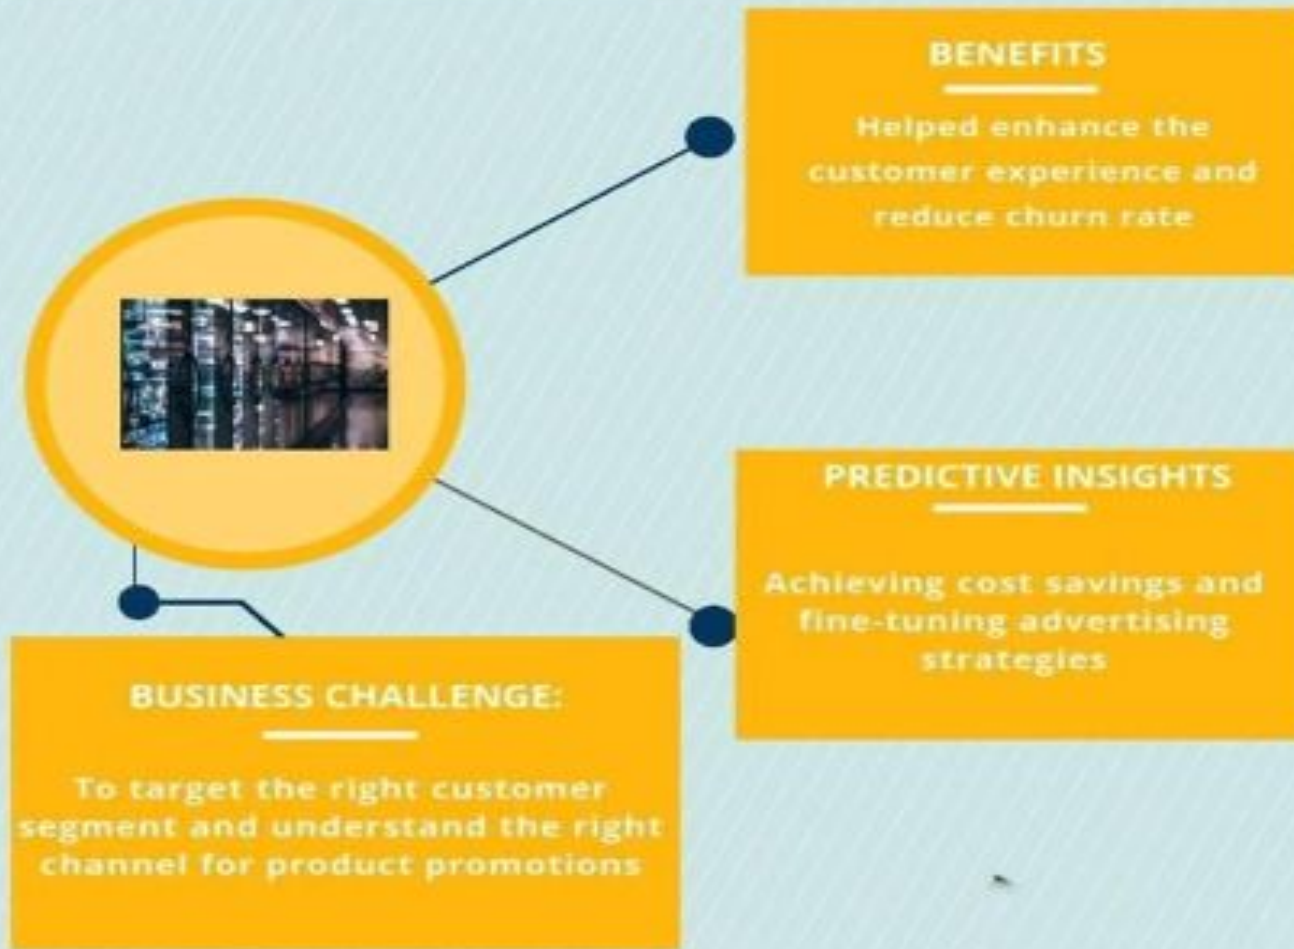 BENEFITS
Helped enhance the
customer experience and
reduce churn rate
PREDICTIVE INSIGHTS
Achieving cost savings and
fine-tuning advertising
strategies
BUSINESS CHALLENGE:
To target the right customer
segment and understand the right
channel for product promotions